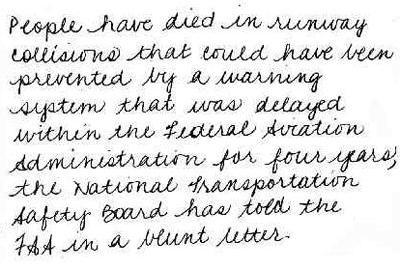 People have died in runway
collisions that could have been
prevented by a warning
system that was delayed
within the Federal Aviation
Administration for four years,
the National Transportation
Safety Board has told the
FAA in a blunt letter.